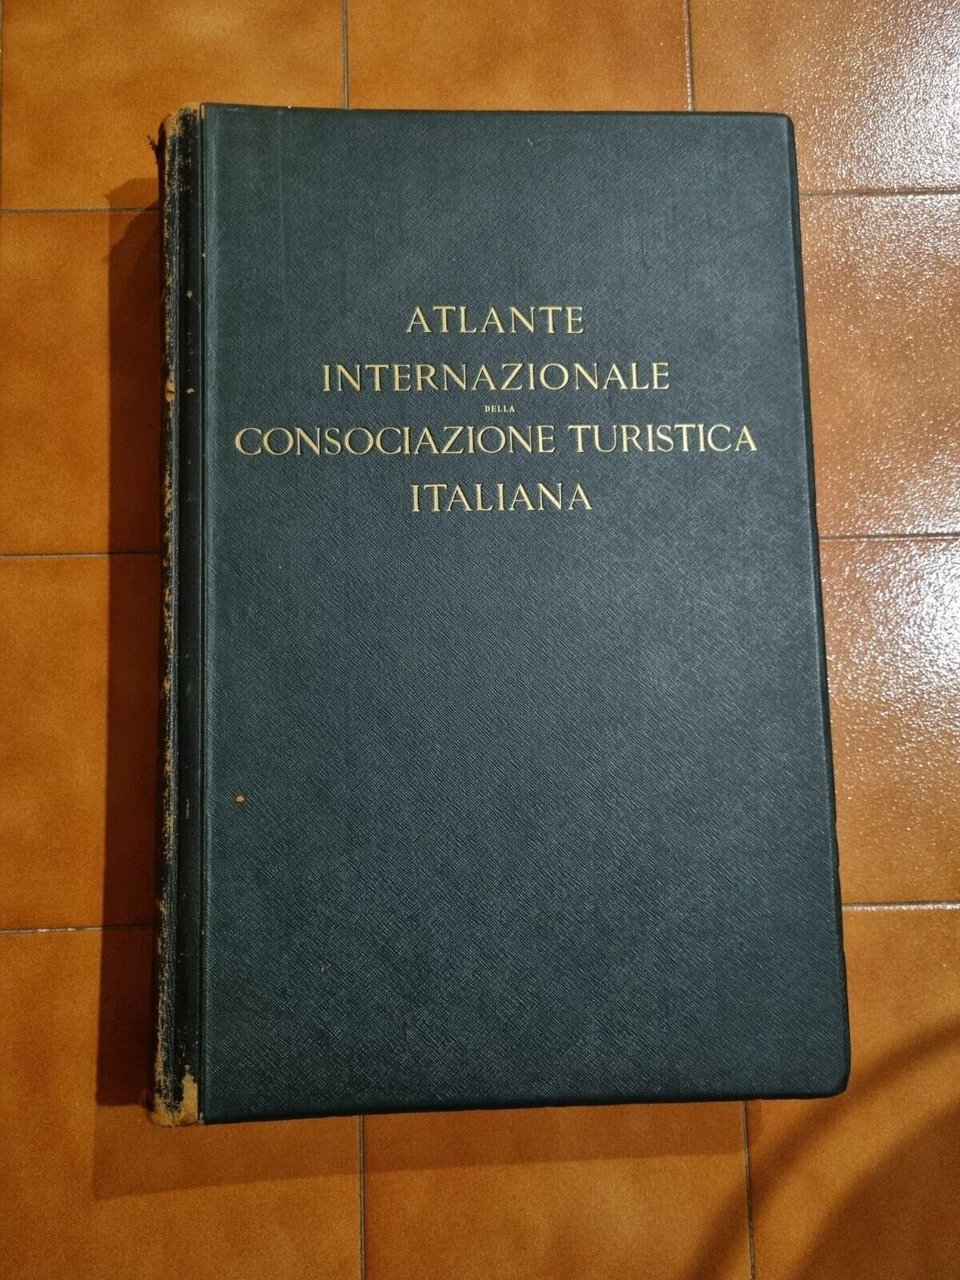 ATLANTE
INTERNAZIONALE
DELLA
CONSOCIAZIONE TURISTICA
ITALIANA